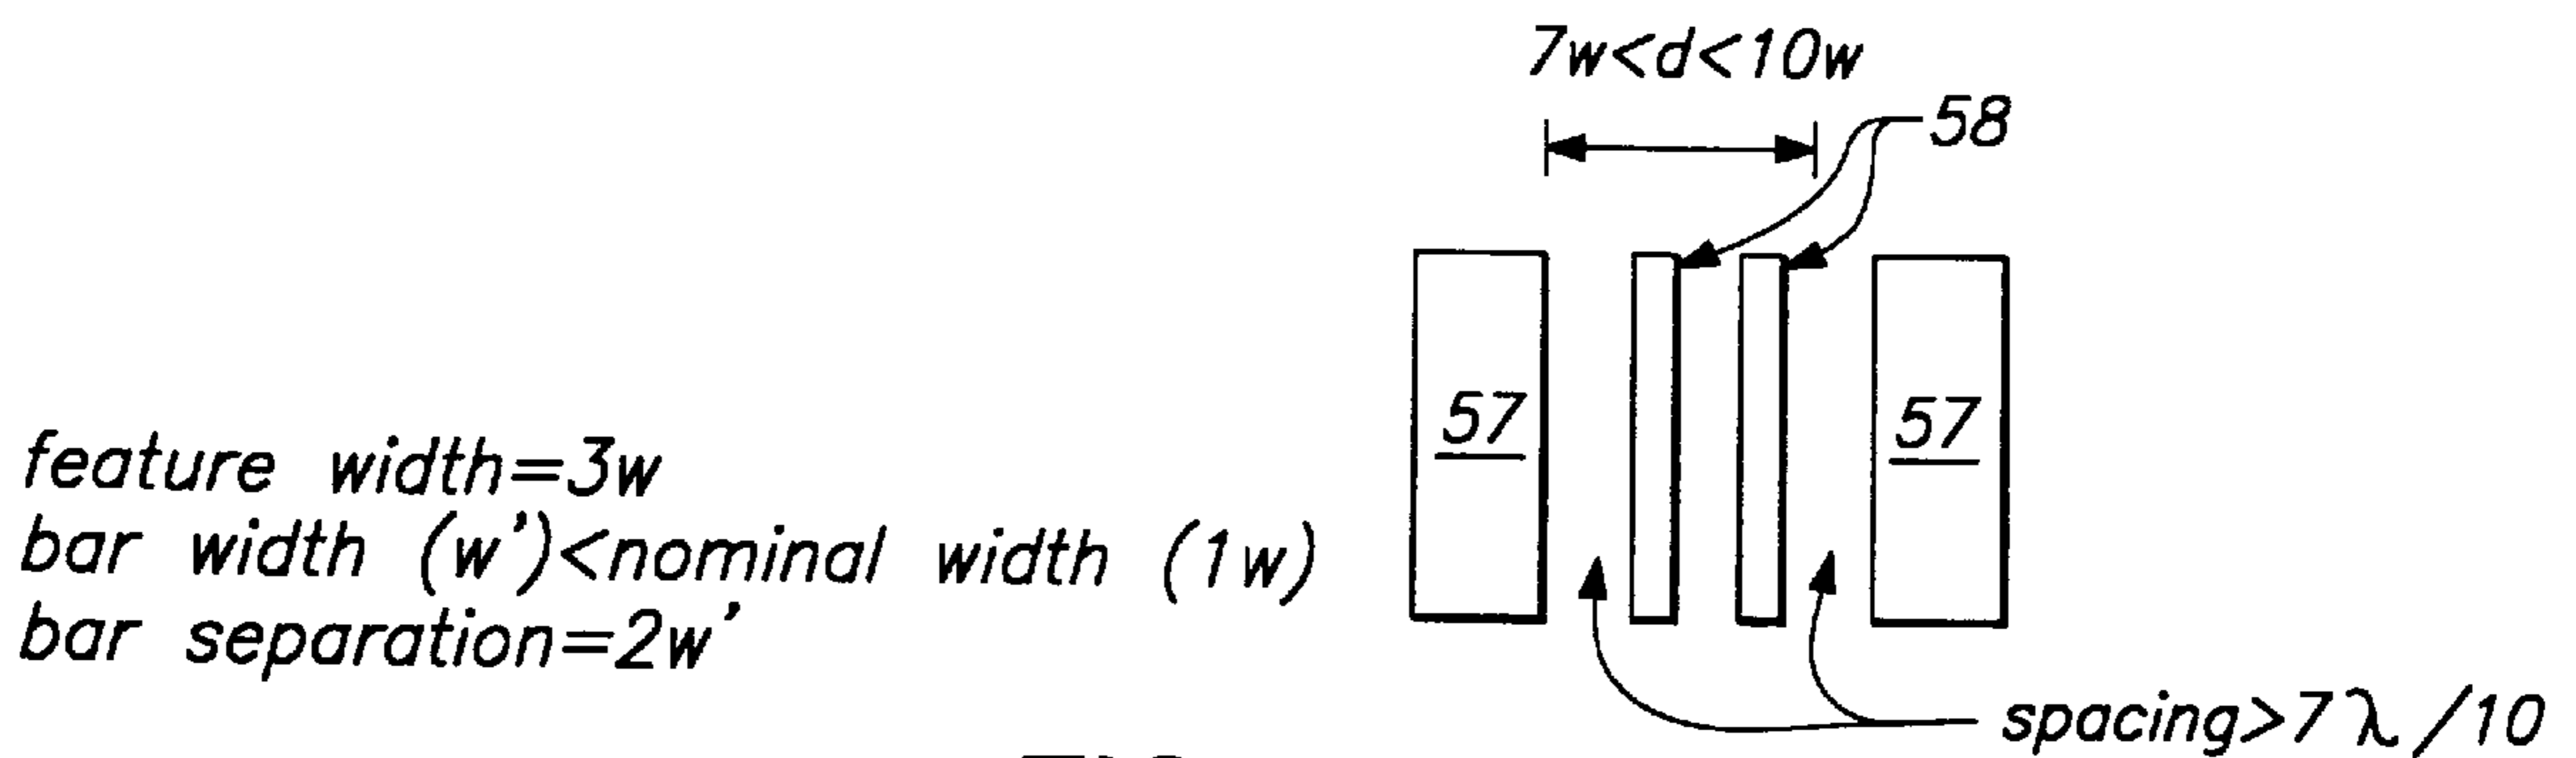 7w<d<10w
58
57
57
feature width=3w
bar width (w')<nominal width (1w)
bar separation=2w'
spacing>7λ/10